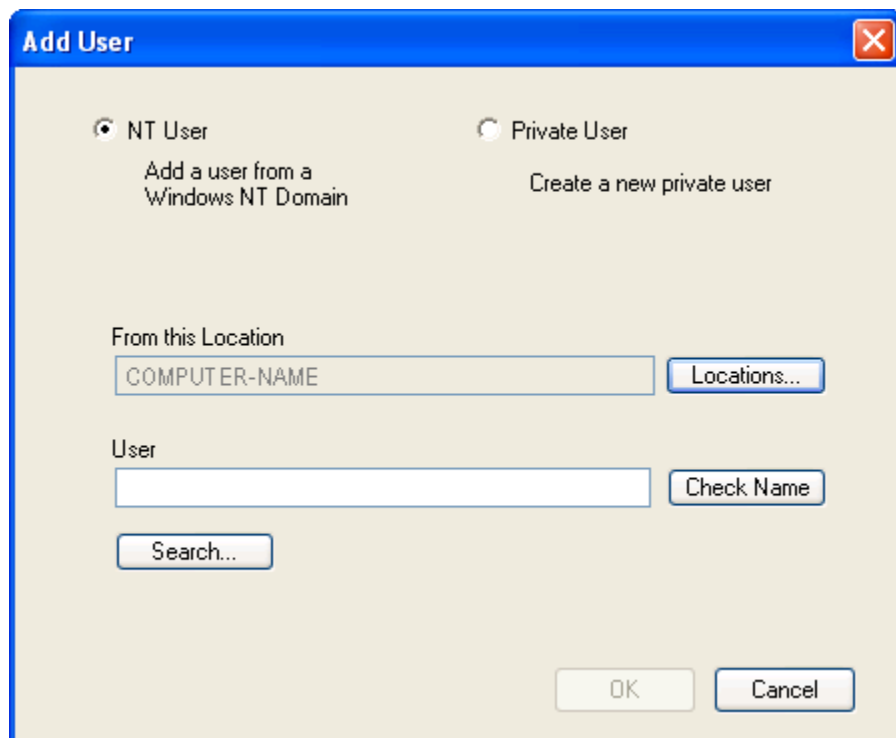 Add User
NT User
Private User
Add a user from a
Windows NT Domain
Create a new private user
From this Location
COMPUTER-NAME
Locations...
User
Check Name
Search...
OK
Cancel